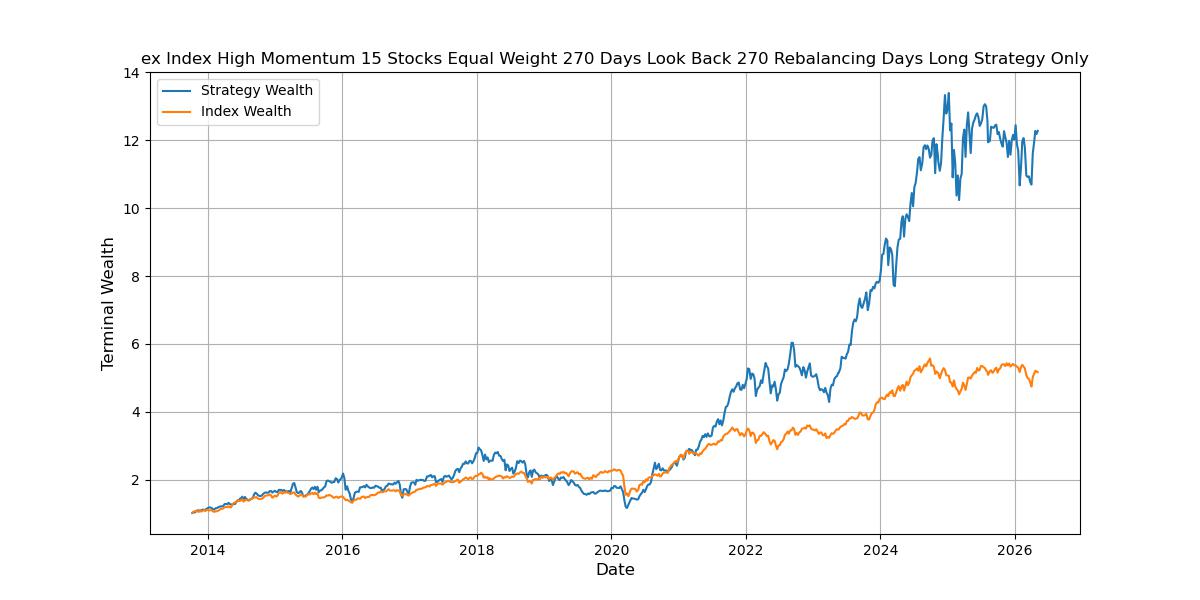 ex Index High Momentum 15 Stocks Equal Weight 270 Days Look Back 270 Rebalancing Days Long Strategy Only
Strategy Wealth
Index Wealth
14
12
10
8
6
4
2
Terminal Wealth
2014 2016 2018 2020 2022 2024 2026
Date